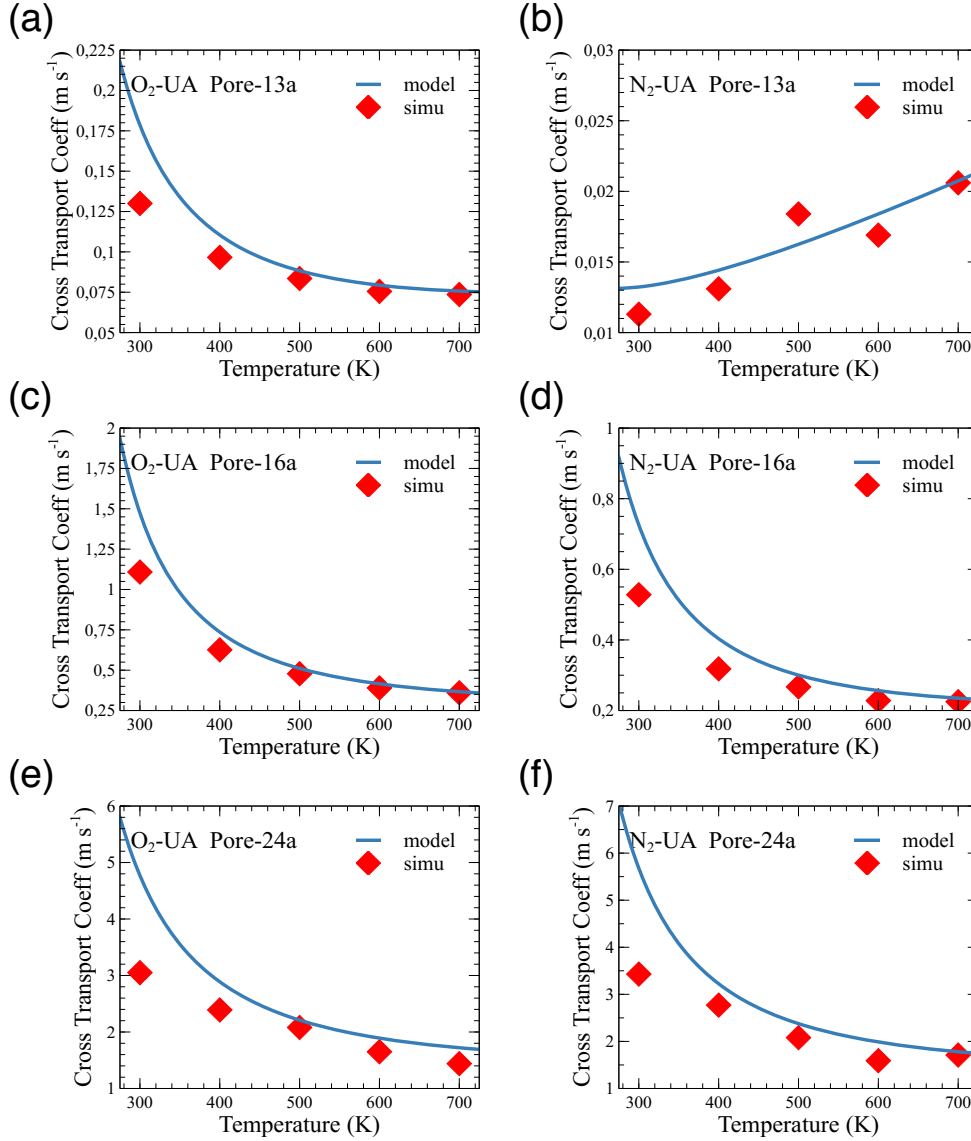 (a)
0,225
0,2
0,175
0,15
0,125
0,1
0,075
0,05
Cross Transport Coeff (m s⁻¹)
O₂-UA Pore-13a
model
simu
300 400 500 600 700
Temperature (K)
(b)
0,03
0,025
0,02
0,015
0,01
Cross Transport Coeff (m s⁻¹)
N₂-UA Pore-13a
model
simu
300 400 500 600 700
Temperature (K)
(c)
2
1,75
1,5
1,25
1
0,75
0,5
0,25
Cross Transport Coeff (m s⁻¹)
O₂-UA Pore-16a
model
simu
300 400 500 600 700
Temperature (K)
(d)
1
0,8
0,6
0,4
0,2
Cross Transport Coeff (m s⁻¹)
N₂-UA Pore-16a
model
simu
300 400 500 600 700
Temperature (K)
(e)
6
5
4
3
2
1
Cross Transport Coeff (m s⁻¹)
O₂-UA Pore-24a
model
simu
300 400 500 600 700
Temperature (K)
(f)
7
6
5
4
3
2
1
Cross Transport Coeff (m s⁻¹)
N₂-UA Pore-24a
model
simu
300 400 500 600 700
Temperature (K)